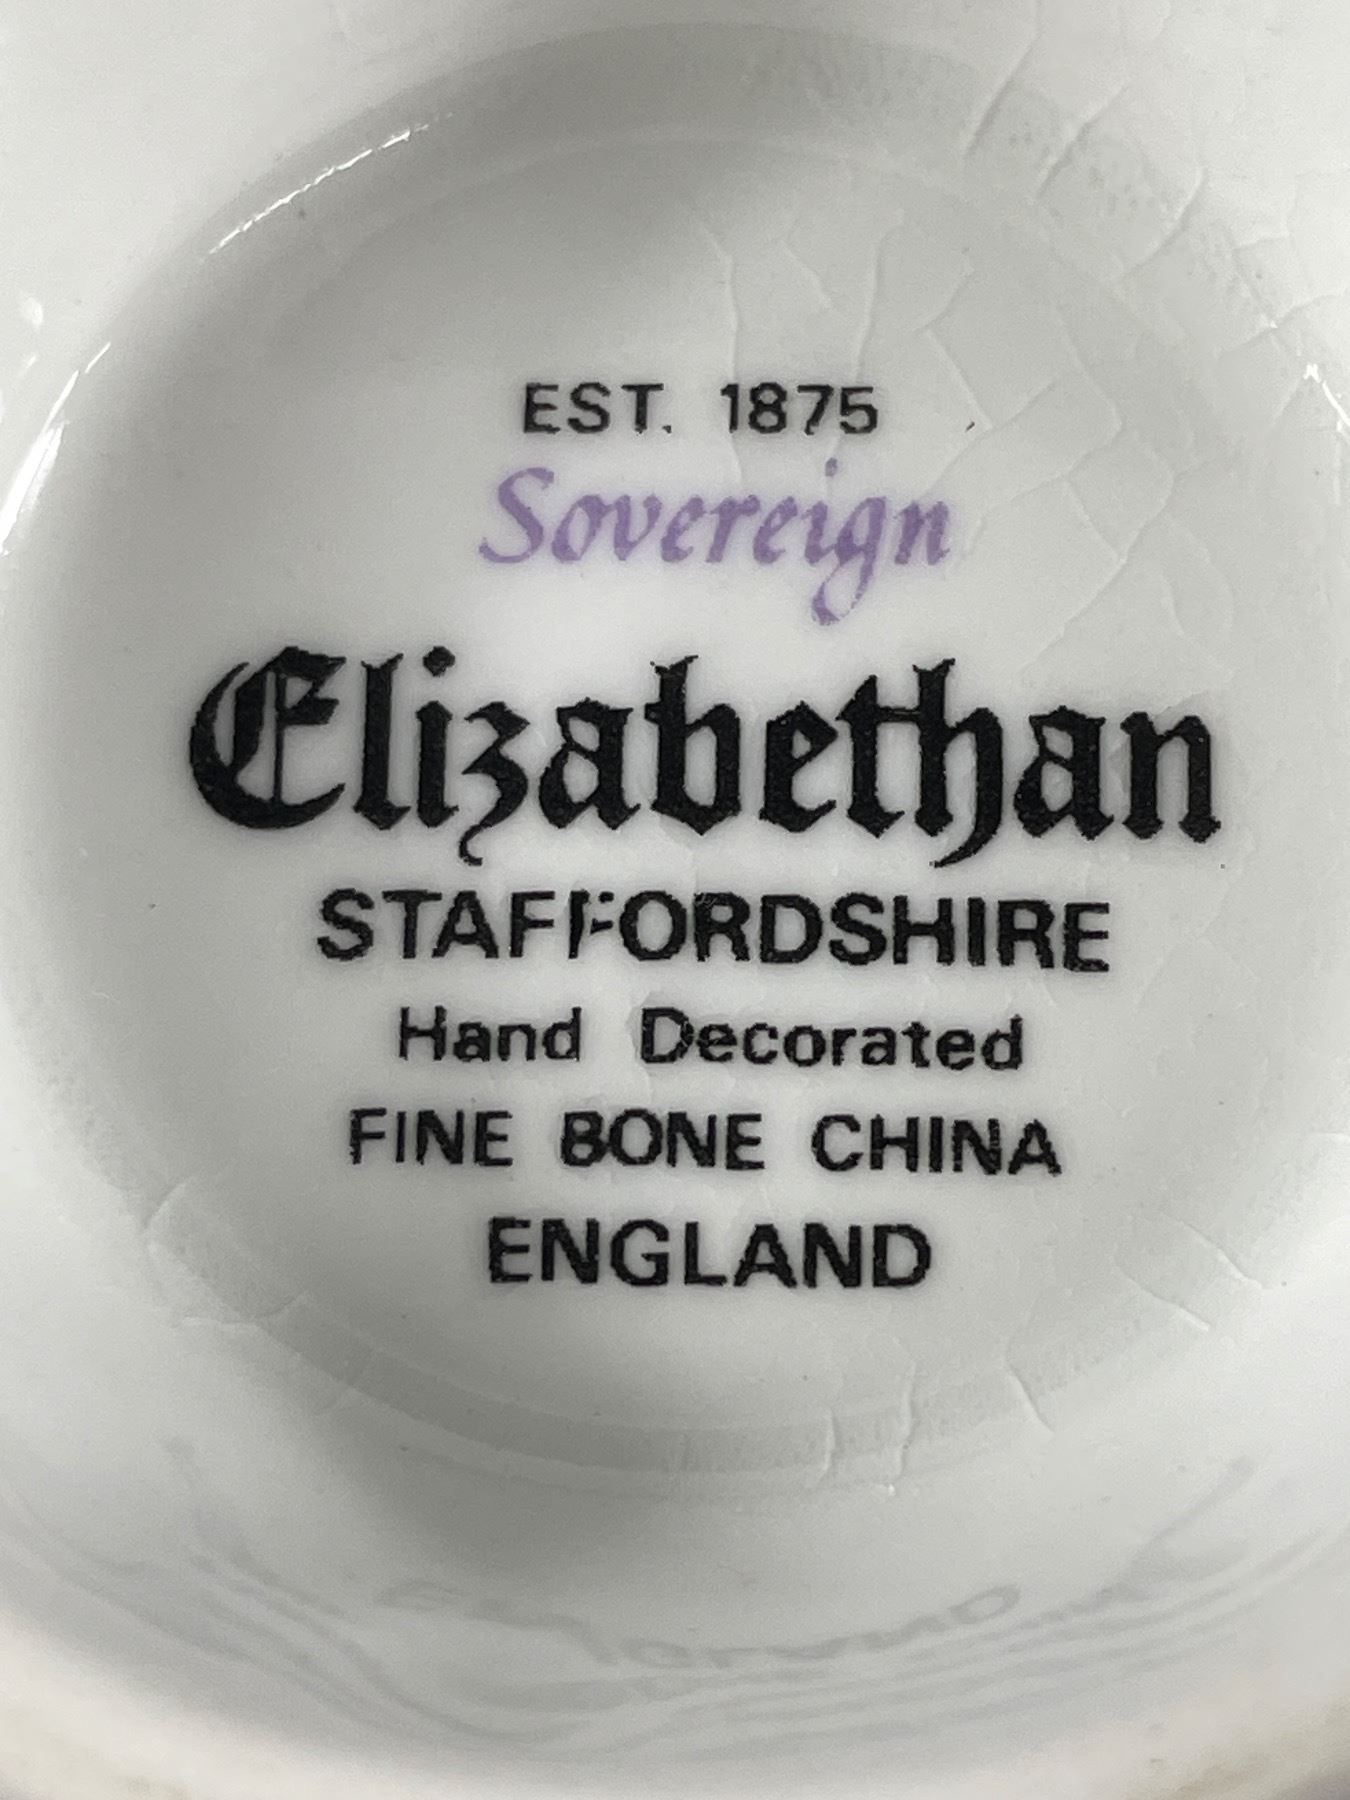 EST. 1875
Sovereign
Elizabethan
STAFFORDSHIRE
Hand Decorated
FINE BONE CHINA
ENGLAND